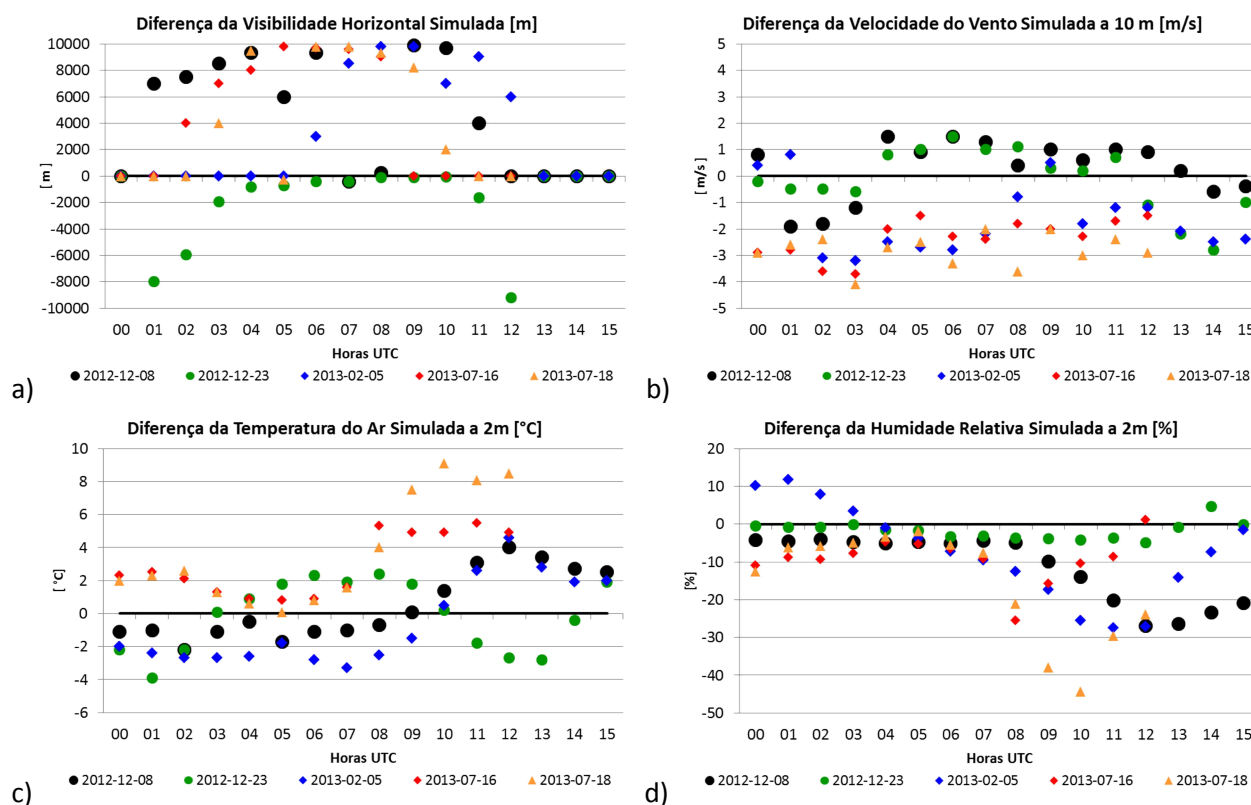 Diferença da Visibilidade Horizontal Simulada [m]
10000
8000
6000
4000
2000
0
-2000
-4000
-6000
-8000
-10000
[ m ]
00 01 02 03 04 05 06 07 08 09 10 11 12 13 14 15
Horas UTC
2012-12-08 2012-12-23 2013-02-05 2013-07-16 2013-07-18
a)
Diferença da Velocidade do Vento Simulada a 10 m [m/s]
5
4
3
2
1
0
-1
-2
-3
-4
-5
[ m/s ]
00 01 02 03 04 05 06 07 08 09 10 11 12 13 14 15
Horas UTC
2012-12-08 2012-12-23 2013-02-05 2013-07-16 2013-07-18
b)
Diferença da Temperatura do Ar Simulada a 2m [°C]
10
8
6
4
2
0
-2
-4
-6
[°C]
00 01 02 03 04 05 06 07 08 09 10 11 12 13 14 15
Horas UTC
2012-12-08 2012-12-23 2013-02-05 2013-07-16 2013-07-18
c)
Diferença da Humidade Relativa Simulada a 2m [%]
20
10
0
-10
-20
-30
-40
-50
[%]
00 01 02 03 04 05 06 07 08 09 10 11 12 13 14 15
Horas UTC
2012-12-08 2012-12-23 2013-02-05 2013-07-16 2013-07-18
d)